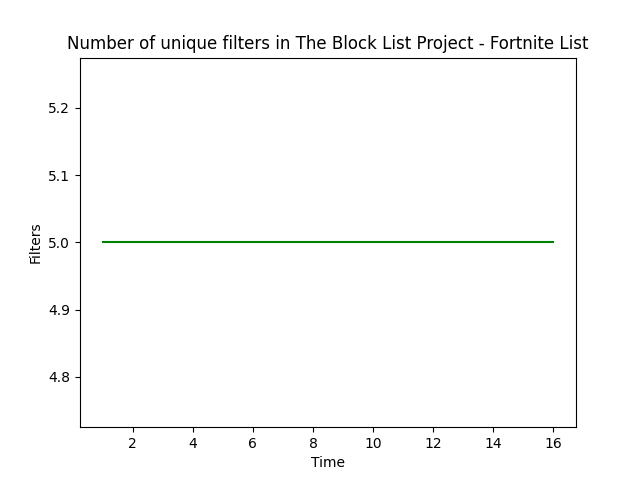 Number of unique filters in The Block List Project - Fortnite List
5.2
5.1
5.0
4.9
4.8
Filters
2 4 6 8 10 12 14 16
Time